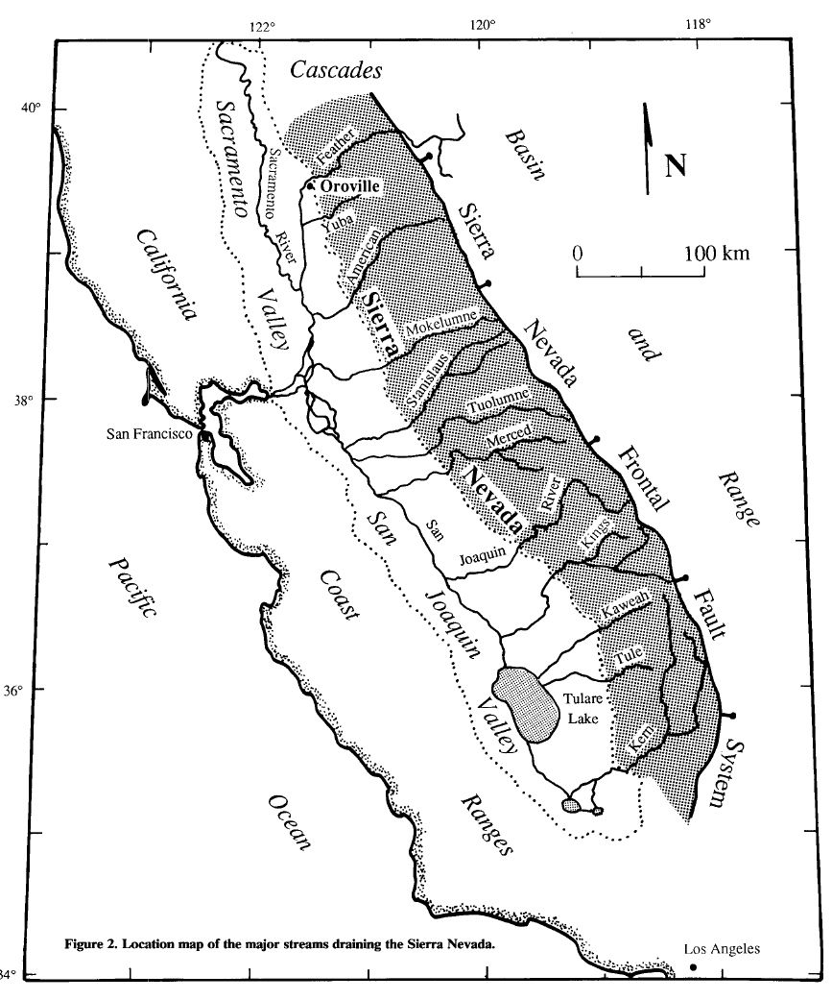 122°
120°
118°
Cascades
40°
Sacramento
Sacramento
River
Valley
Feather
Oroville
Yuba
American
Basin
and
Range
N
0 100 km
California
Coast
Ranges
Sierra
Nevada
Frontal
Fault
System
Sierra
Nevada
Mokelumne
Stanislaus
Tuolumne
Merced
38°
San Francisco
San
Joaquin
River
San
Joaquin
Valley
Kings
Kaweah
Tule
Kern
Tulare
Lake
Pacific
Ocean
36°
Figure 2. Location map of the major streams draining the Sierra Nevada.
Los Angeles
34°